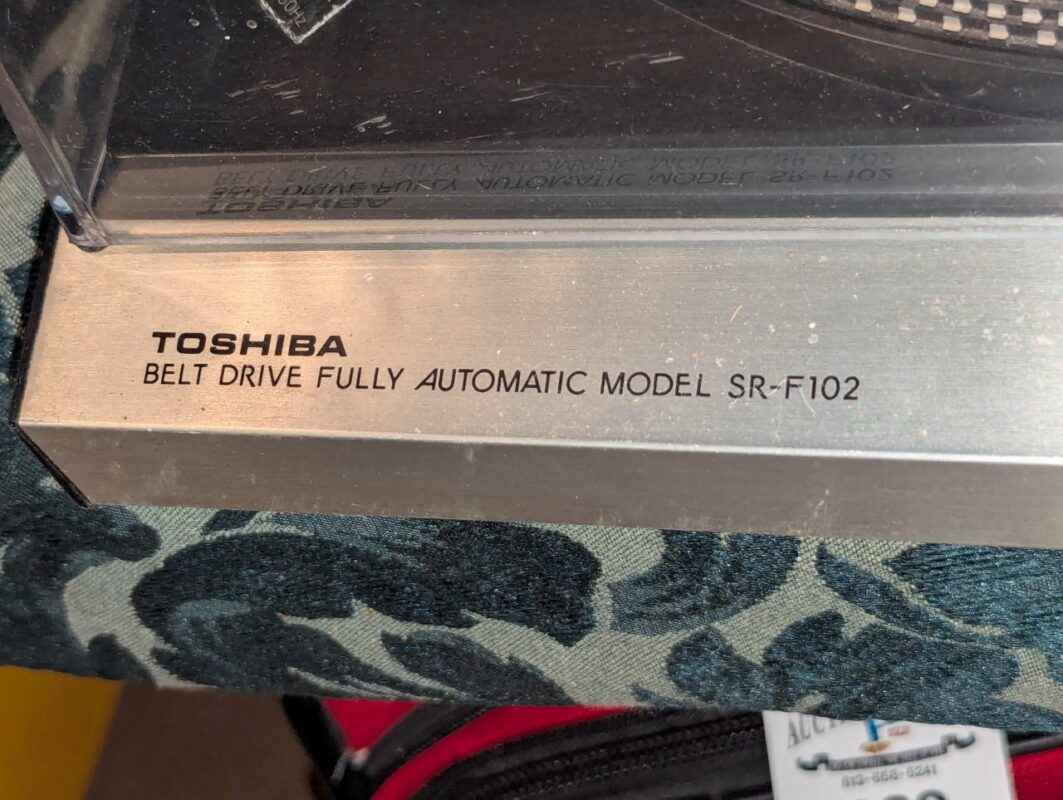 TOSHIBA
BELT DRIVE FULLY AUTOMATIC MODEL SR-F102